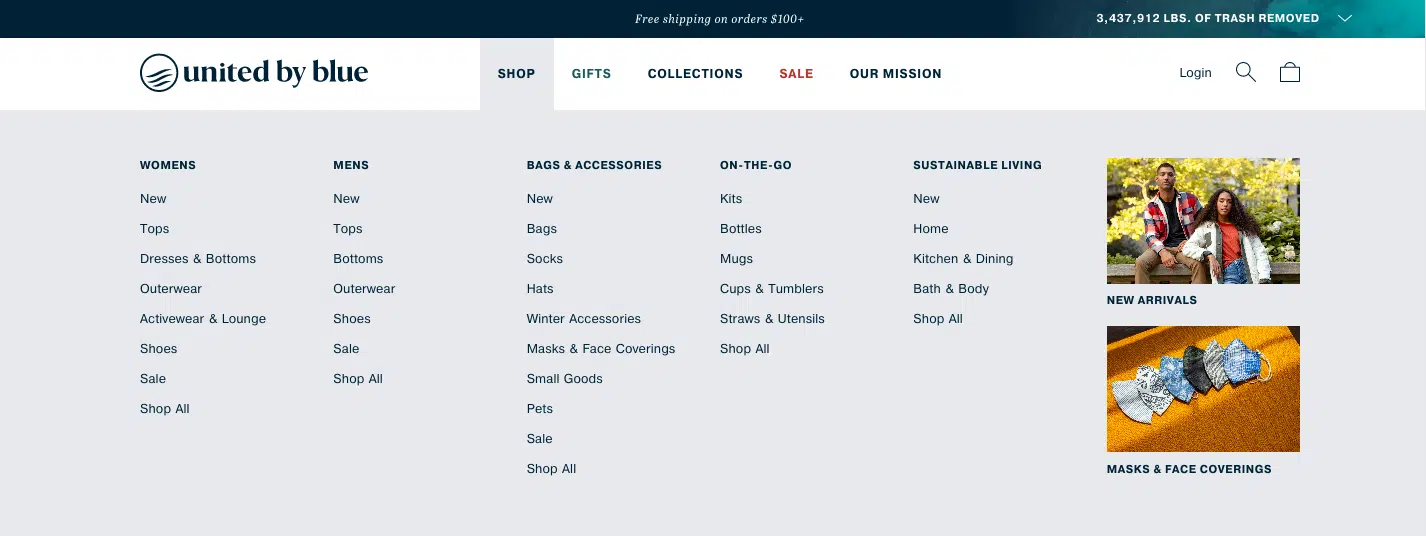 Free shipping on orders $100+
3,437,912 LBS. OF TRASH REMOVED
united by blue
SHOP
GIFTS
COLLECTIONS
SALE
OUR MISSION
Login
WOMENS
New
Tops
Dresses & Bottoms
Outerwear
Activewear & Lounge
Shoes
Sale
Shop All
MENS
New
Tops
Bottoms
Outerwear
Shoes
Sale
Shop All
BAGS & ACCESSORIES
New
Bags
Socks
Hats
Winter Accessories
Masks & Face Coverings
Small Goods
Pets
Sale
Shop All
ON-THE-GO
Kits
Bottles
Mugs
Cups & Tumblers
Straws & Utensils
Shop All
SUSTAINABLE LIVING
New
Home
Kitchen & Dining
Bath & Body
Shop All
NEW ARRIVALS
MASKS & FACE COVERINGS